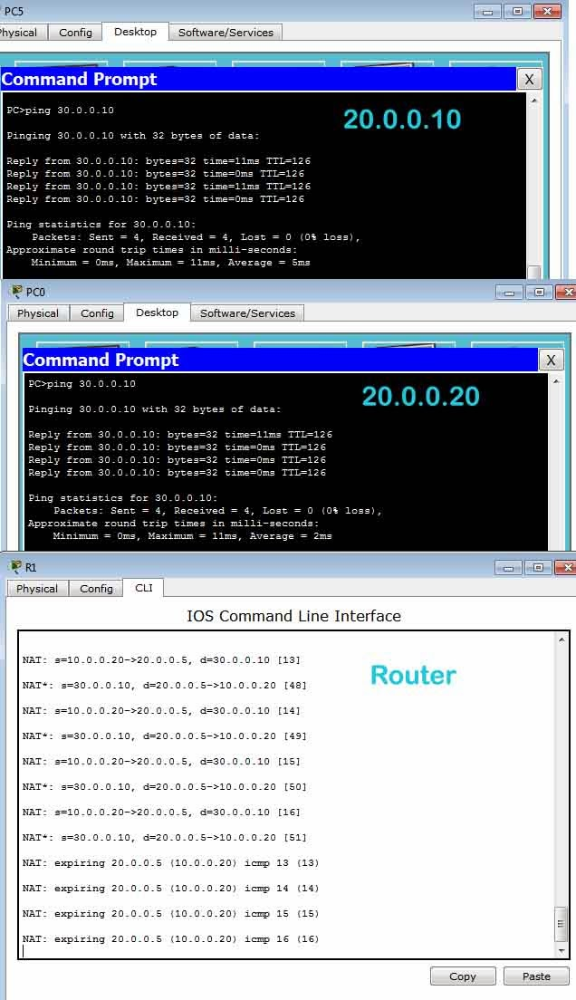 PC5
Physical Config Desktop Software/Services
Command Prompt X
PC>ping 30.0.0.10
20.0.0.10
Pinging 30.0.0.10 with 32 bytes of data:
Reply from 30.0.0.10: bytes=32 time=11ms TTL=126
Reply from 30.0.0.10: bytes=32 time=0ms TTL=126
Reply from 30.0.0.10: bytes=32 time=11ms TTL=126
Reply from 30.0.0.10: bytes=32 time=0ms TTL=126
Ping statistics for 30.0.0.10:
Packets: Sent = 4, Received = 4, Lost = 0 (0% loss),
Approximate round trip times in milli-seconds:
Minimum = 0ms, Maximum = 11ms, Average = 5ms
PC0
Physical Config Desktop Software/Services
Command Prompt X
PC>ping 30.0.0.10
20.0.0.20
Pinging 30.0.0.10 with 32 bytes of data:
Reply from 30.0.0.10: bytes=32 time=11ms TTL=126
Reply from 30.0.0.10: bytes=32 time=0ms TTL=126
Reply from 30.0.0.10: bytes=32 time=0ms TTL=126
Reply from 30.0.0.10: bytes=32 time=0ms TTL=126
Ping statistics for 30.0.0.10:
Packets: Sent = 4, Received = 4, Lost = 0 (0% loss),
Approximate round trip times in milli-seconds:
Minimum = 0ms, Maximum = 11ms, Average = 2ms
R1
Physical Config CLI
IOS Command Line Interface
NAT: s=10.0.0.20->20.0.0.5, d=30.0.0.10 [13]
Router
NAT*: s=30.0.0.10, d=20.0.0.5->10.0.0.20 [48]
NAT: s=10.0.0.20->20.0.0.5, d=30.0.0.10 [14]
NAT*: s=30.0.0.10, d=20.0.0.5->10.0.0.20 [49]
NAT: s=10.0.0.20->20.0.0.5, d=30.0.0.10 [15]
NAT*: s=30.0.0.10, d=20.0.0.5->10.0.0.20 [50]
NAT: s=10.0.0.20->20.0.0.5, d=30.0.0.10 [16]
NAT*: s=30.0.0.10, d=20.0.0.5->10.0.0.20 [51]
NAT: expiring 20.0.0.5 (10.0.0.20) icmp 13 (13)
NAT: expiring 20.0.0.5 (10.0.0.20) icmp 14 (14)
NAT: expiring 20.0.0.5 (10.0.0.20) icmp 15 (15)
NAT: expiring 20.0.0.5 (10.0.0.20) icmp 16 (16)
Copy Paste